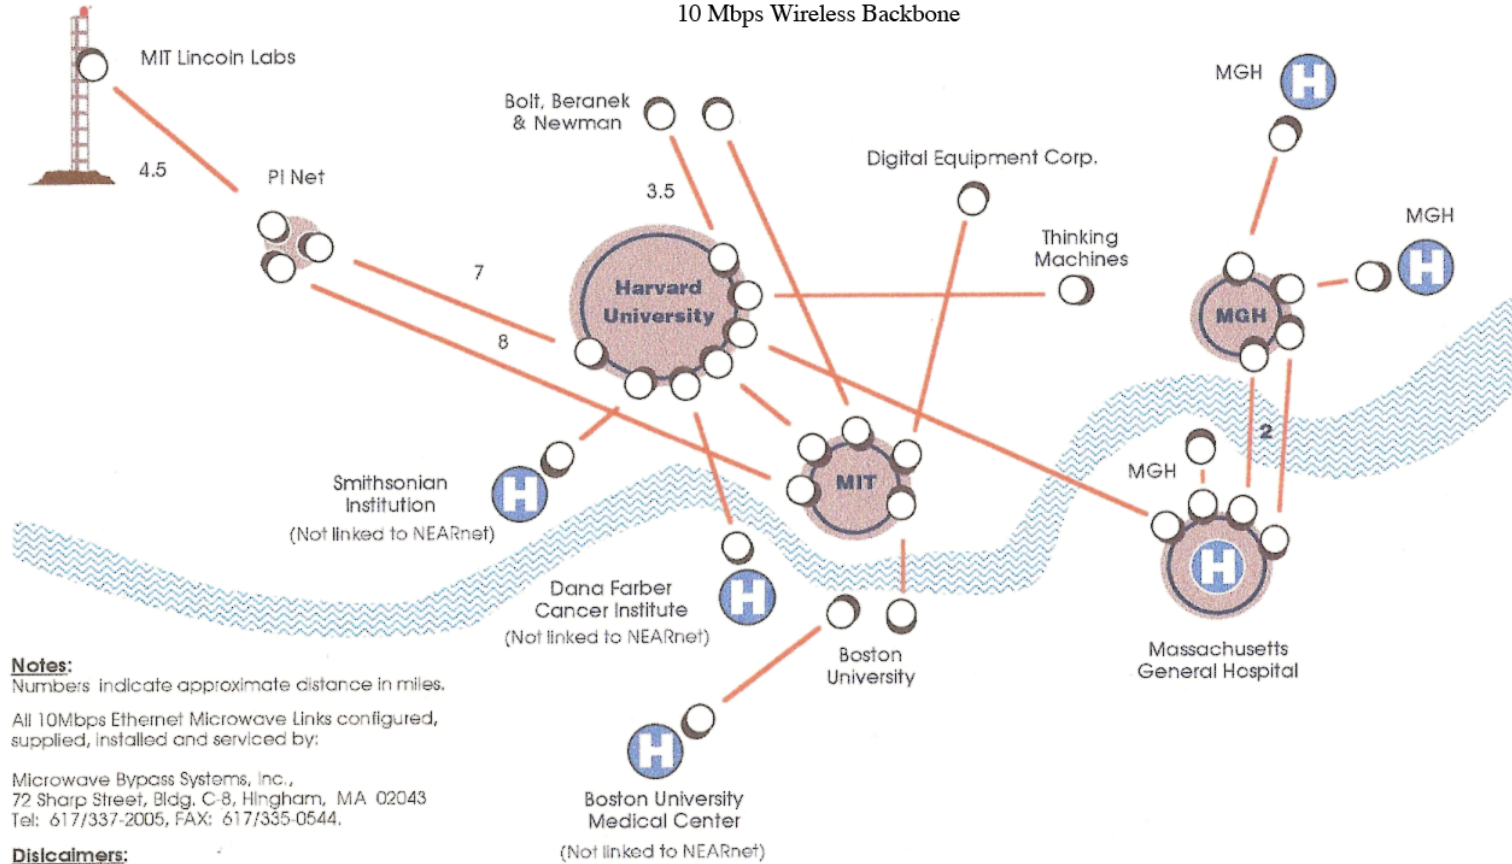 10 Mbps Wireless Backbone
MIT Lincoln Labs
4.5
PI Net
Bolt, Beranek
& Newman
3.5
Digital Equipment Corp.
Thinking
Machines
MGH
H
MGH
H
7
8
Harvard
University
MGH
2
MIT
MGH
H
Massachusetts
General Hospital
Smithsonian
Institution
(Not linked to NEARnet)
H
Dana Farber
Cancer Institute
(Not linked to NEARnet)
H
Boston
University
H
Boston University
Medical Center
(Not linked to NEARnet)
Notes:
Numbers indicate approximate distance in miles.
All 10Mbps Ethernet Microwave Links configured,
supplied, installed and serviced by:
Microwave Bypass Systems, Inc.,
72 Sharp Street, Bldg. C-8, Hingham, MA 02043
Tel: 617/337-2005, FAX: 617/335-0544.
Dislcaimers: